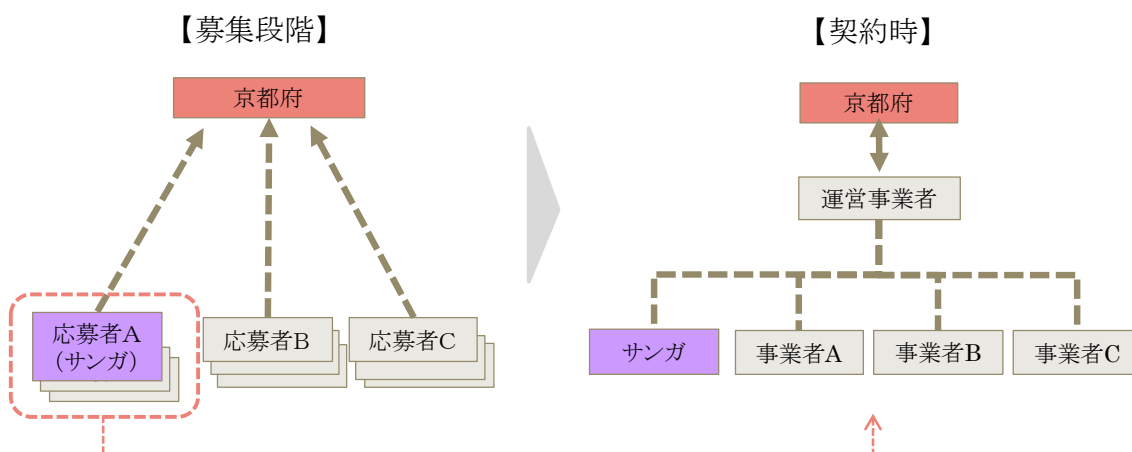 【募集段階】
【契約時】
京都府
京都府
運営事業者
応募者A
(サンガ)
応募者B
応募者C
サンガ
事業者A
事業者B
事業者C